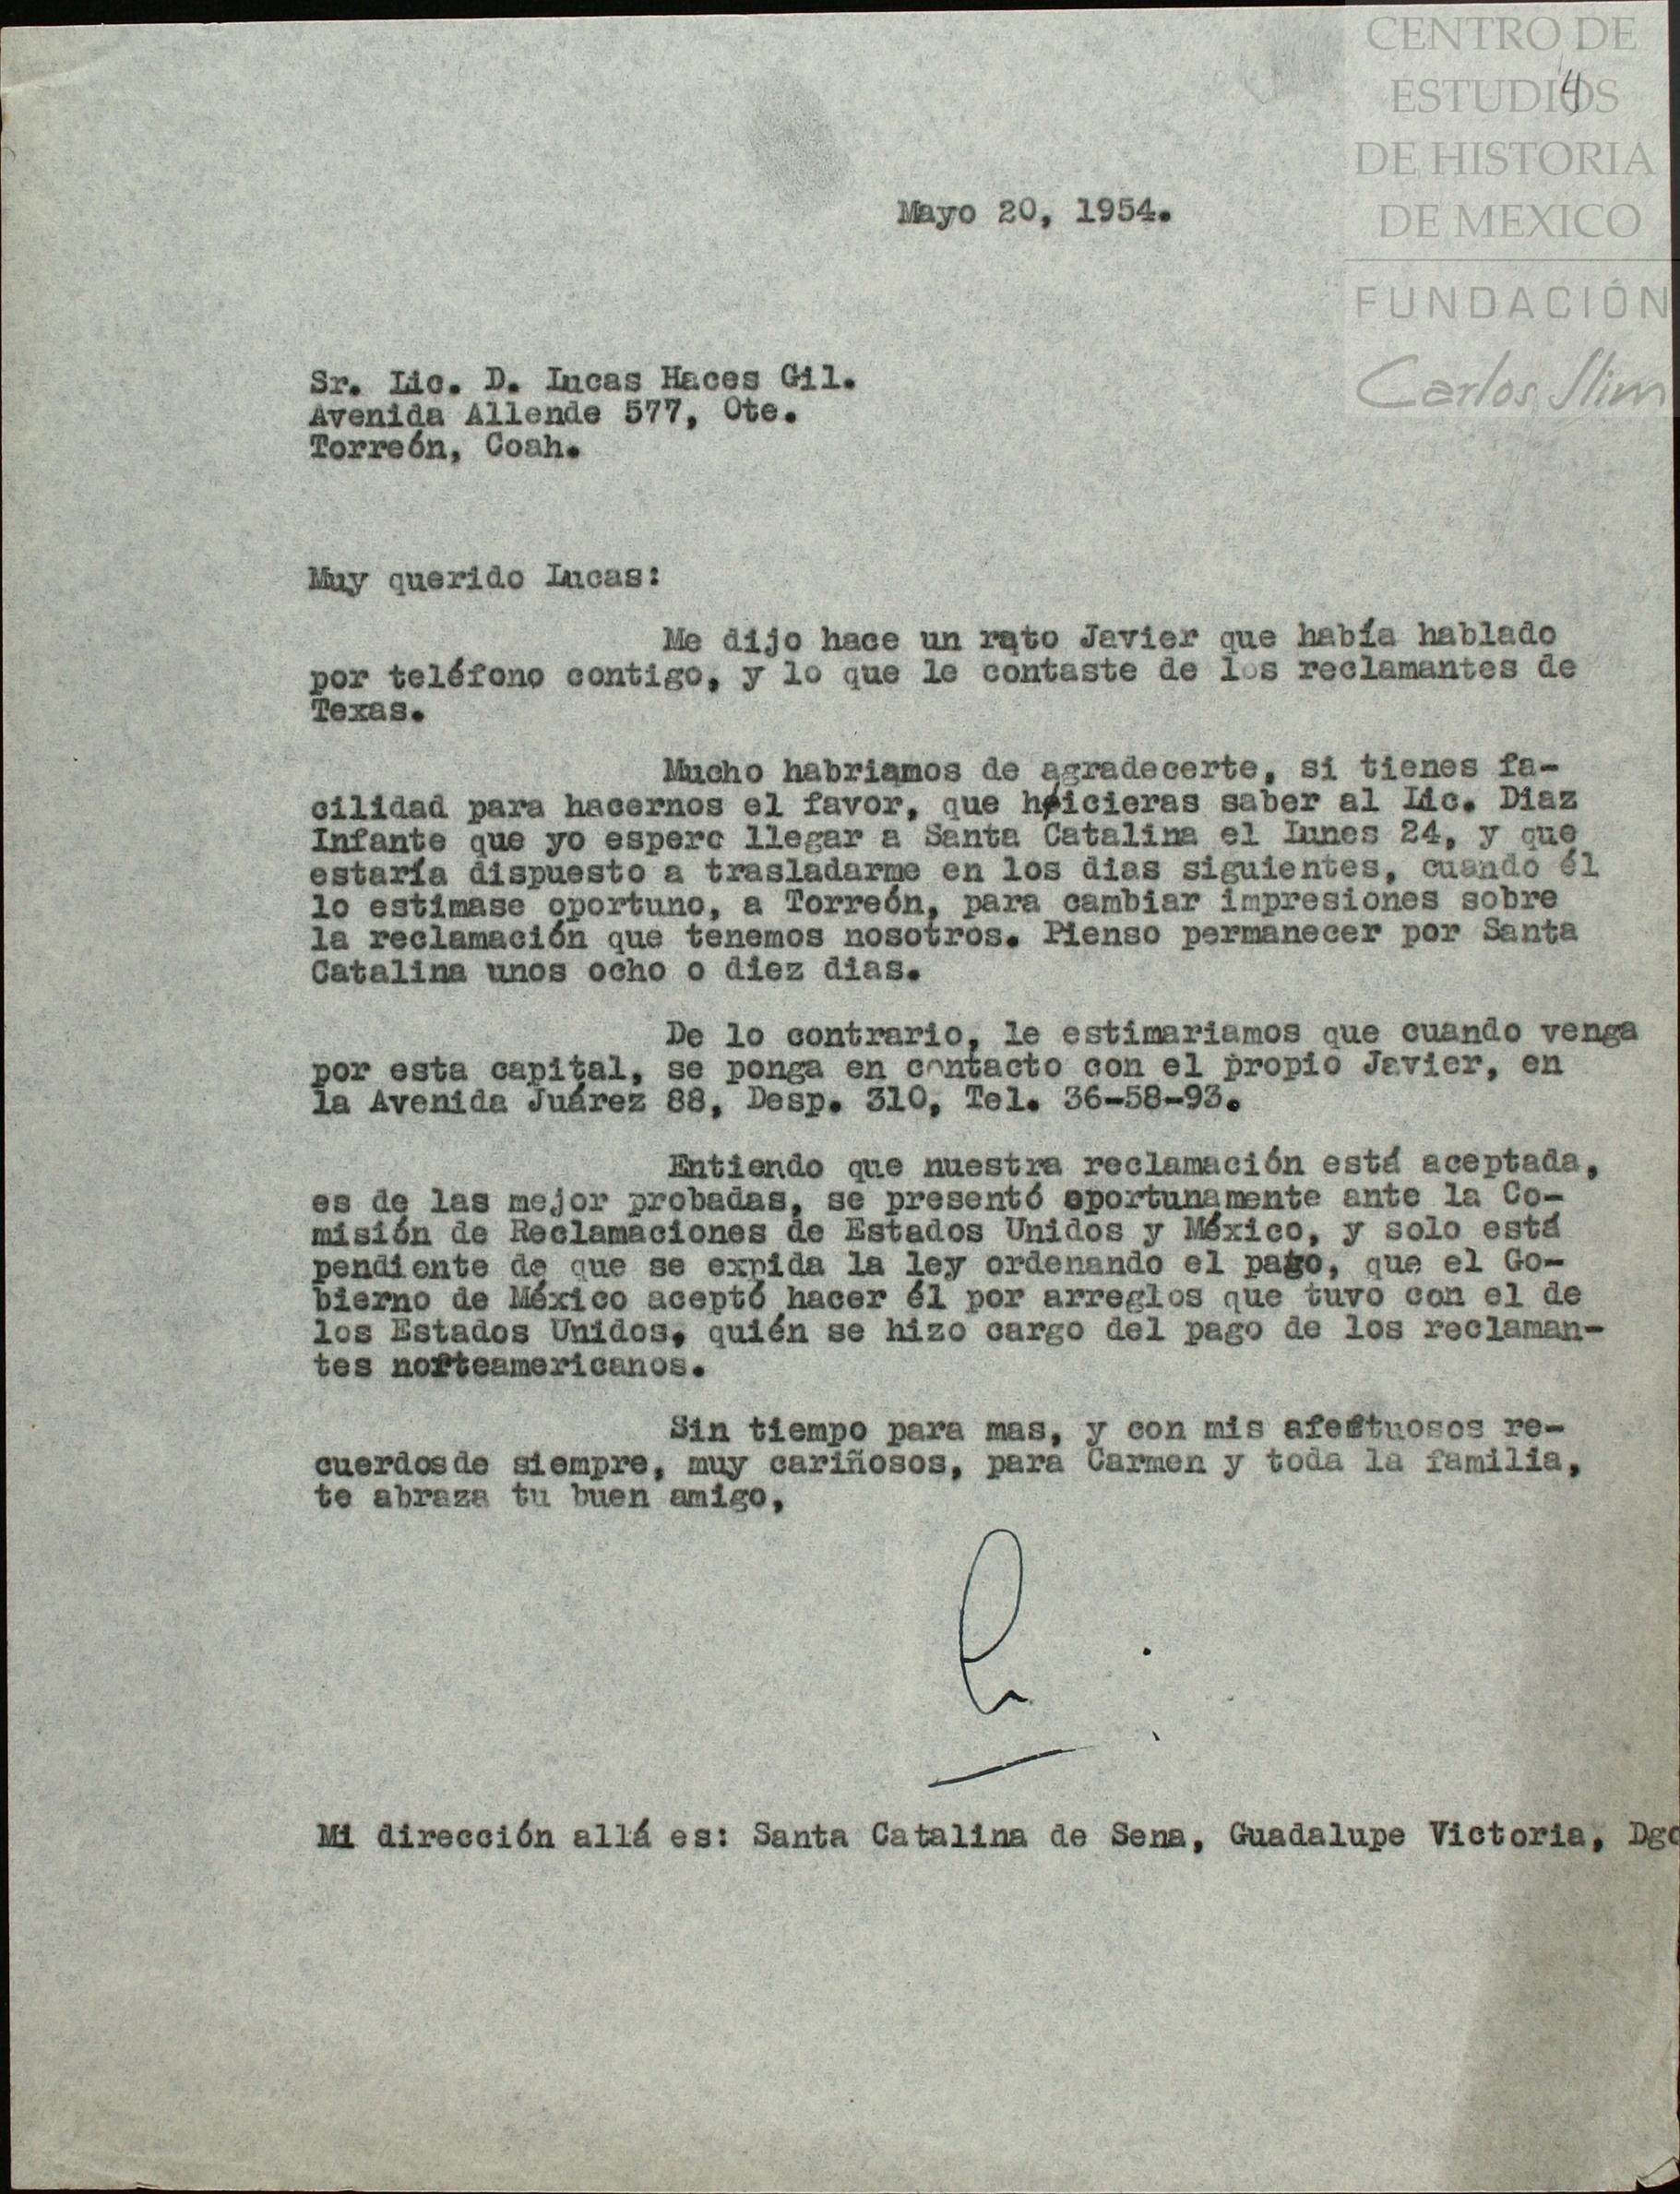 CENTRO DE
ESTUDIOS
4
DE HISTORIA
DE MEXICO
FUNDACIÓN
Carlos Slim
Mayo 20, 1954.
Sr. Lic. D. Lucas Haces Gil.
Avenida Allende 577, Ote.
Torreón, Coah.
Muy querido Lucas:
Me dijo hace un rato Javier que había hablado
por teléfono contigo, y lo que le contaste de los reclamantes de
Texas.
Mucho habriamos de agradecerte, si tienes fa-
cilidad para hacernos el favor, que hicieras saber al Lic. Diaz
Infante que yo espero llegar a Santa Catalina el Lunes 24, y que
estaría dispuesto a trasladarme en los dias siguientes, cuando él
lo estimase oportuno, a Torreón, para cambiar impresiones sobre
la reclamación que tenemos nosotros. Pienso permanecer por Santa
Catalina unos ocho o diez dias.
De lo contrario, le estimariamos que cuando venga
por esta capital, se ponga en contacto con el propio Javier, en
la Avenida Juárez 88, Desp. 310, Tel. 36-58-93.
Entiendo que nuestra reclamación está aceptada,
es de las mejor probadas, se presentó oportunamente ante la Co-
misión de Reclamaciones de Estados Unidos y México, y solo está
pendiente de que se expida la ley ordenando el pago, que el Go-
bierno de México aceptó hacer él por arreglos que tuvo con el de
los Estados Unidos, quién se hizo cargo del pago de los reclaman-
tes norteamericanos.
Sin tiempo para mas, y con mis afectuosos re-
cuerdos de siempre, muy cariñosos, para Carmen y toda la familia,
te abraza tu buen amigo,
Mi dirección allá es: Santa Catalina de Sena, Guadalupe Victoria, Dgo